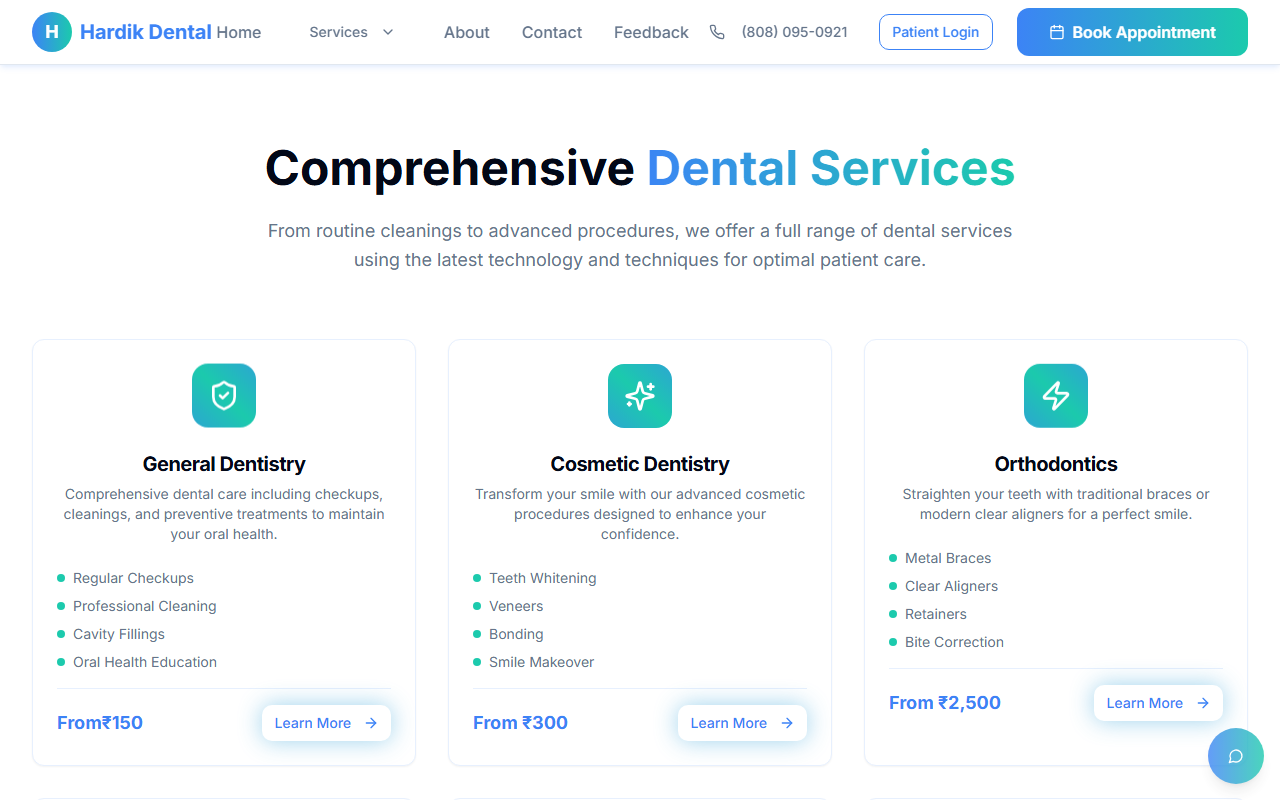 H Hardik Dental Home Services About Contact Feedback (808) 095-0921 Patient Login Book Appointment
Comprehensive Dental Services
From routine cleanings to advanced procedures, we offer a full range of dental services
using the latest technology and techniques for optimal patient care.
General Dentistry
Comprehensive dental care including checkups,
cleanings, and preventive treatments to maintain
your oral health.
Regular Checkups
Professional Cleaning
Cavity Fillings
Oral Health Education
From₹150 Learn More
Cosmetic Dentistry
Transform your smile with our advanced cosmetic
procedures designed to enhance your
confidence.
Teeth Whitening
Veneers
Bonding
Smile Makeover
From ₹300 Learn More
Orthodontics
Straighten your teeth with traditional braces or
modern clear aligners for a perfect smile.
Metal Braces
Clear Aligners
Retainers
Bite Correction
From ₹2,500 Learn More